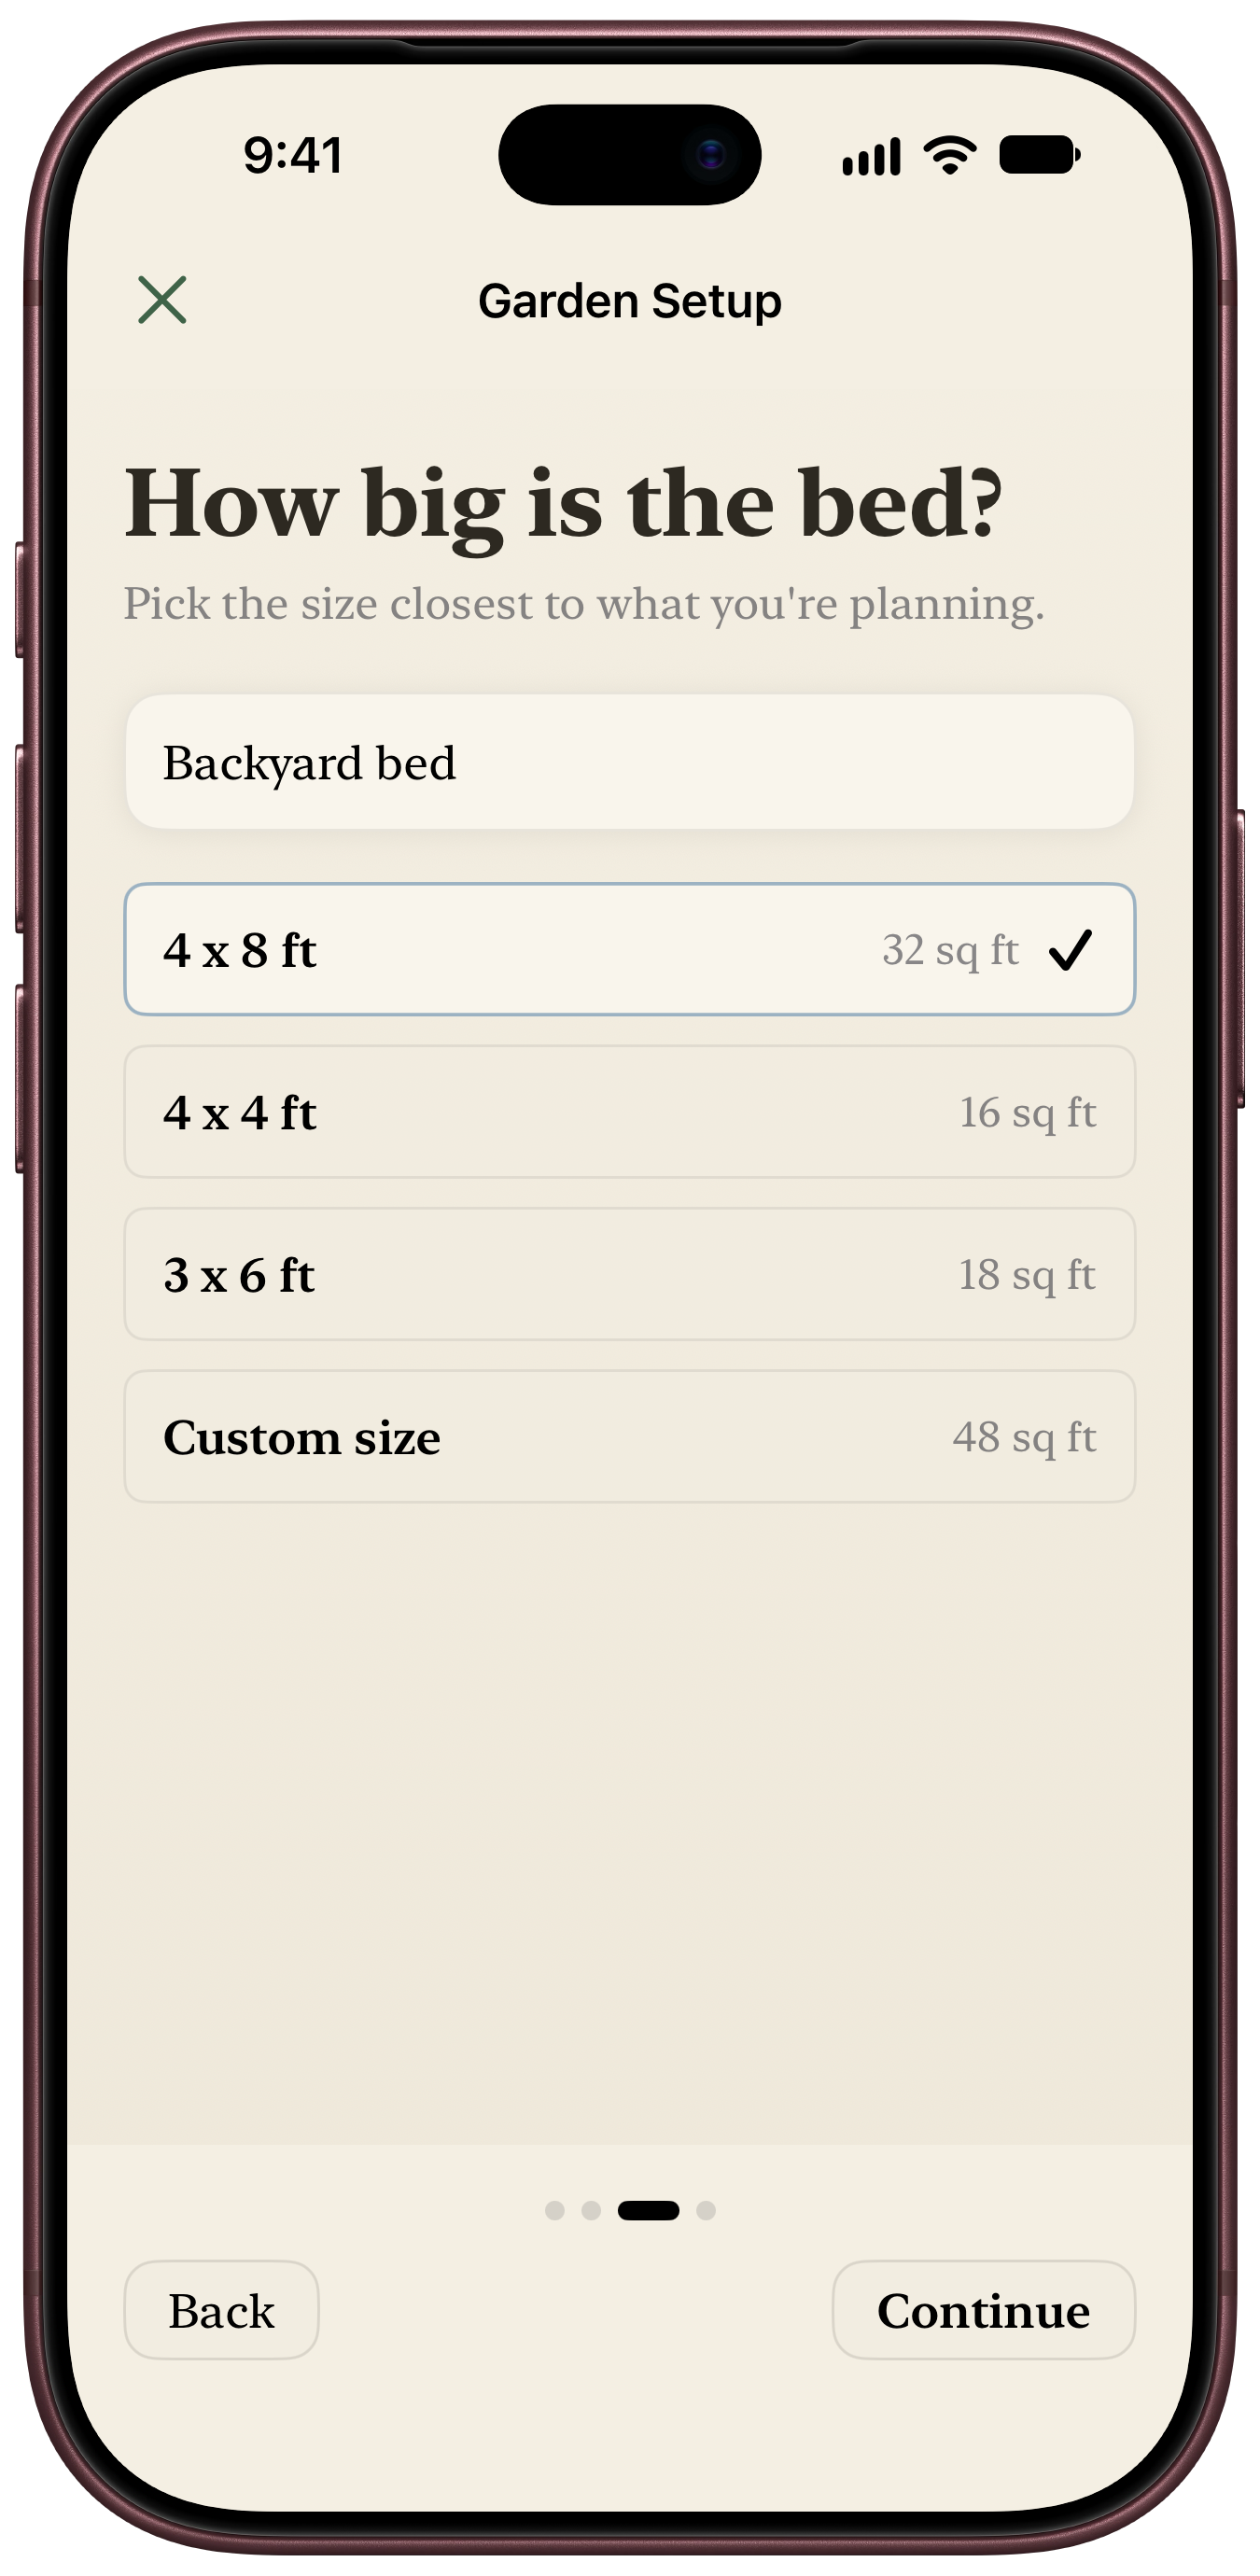 9:41
Garden Setup
How big is the bed?
Pick the size closest to what you're planning.
Backyard bed
4 x 8 ft 32 sq ft
4 x 4 ft 16 sq ft
3 x 6 ft 18 sq ft
Custom size 48 sq ft
Back Continue